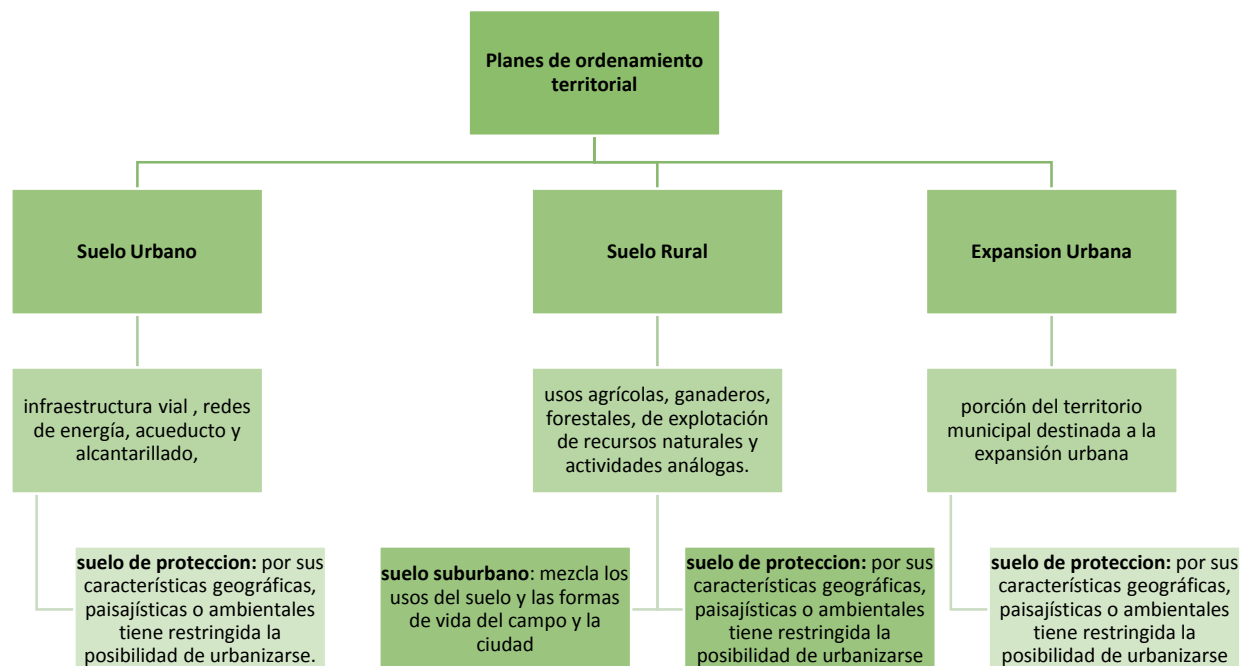 Planes de ordenamiento
territorial
Suelo Urbano
Suelo Rural
Expansion Urbana
infraestructura vial , redes
de energía, acueducto y
alcantarillado,
usos agrícolas, ganaderos,
forestales, de explotación
de recursos naturales y
actividades análogas.
porción del territorio
municipal destinada a la
expansión urbana
suelo de proteccion: por sus
características geográficas,
paisajísticas o ambientales
tiene restringida la
posibilidad de urbanizarse.
suelo suburbano: mezcla los
usos del suelo y las formas
de vida del campo y la
ciudad
suelo de proteccion: por sus
características geográficas,
paisajísticas o ambientales
tiene restringida la
posibilidad de urbanizarse
suelo de proteccion: por sus
características geográficas,
paisajísticas o ambientales
tiene restringida la
posibilidad de urbanizarse